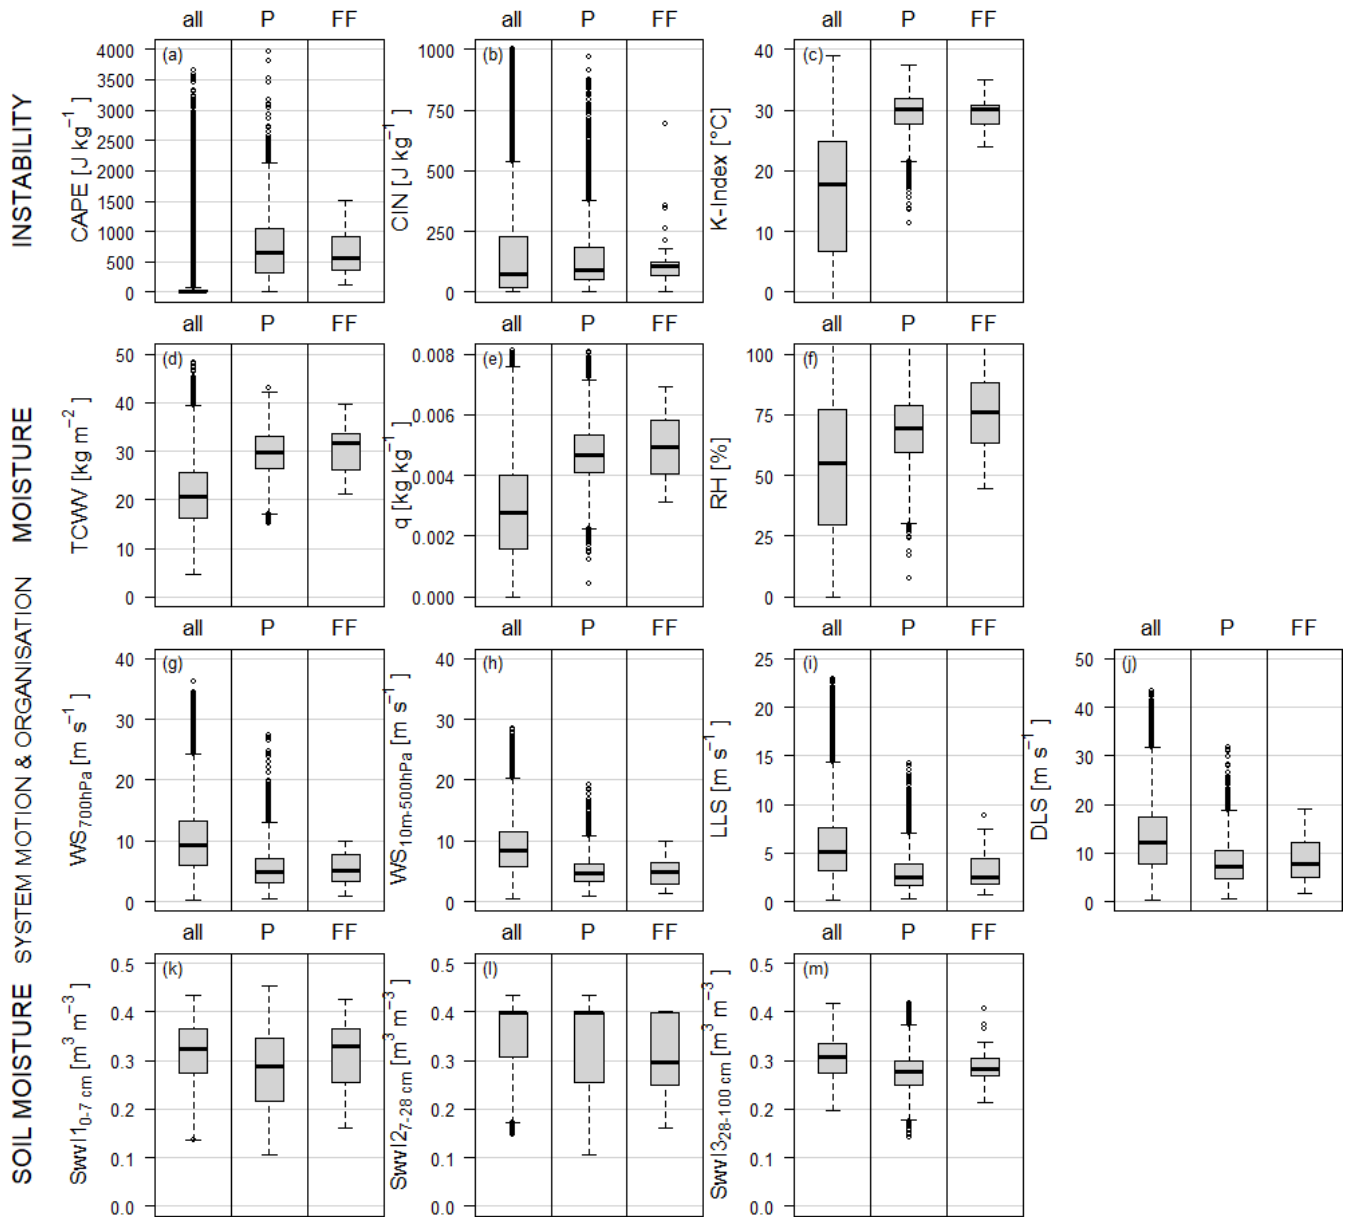 all P FF all P FF all P FF
INSTABILITY
CAPE [J kg−1]
4000
3500
3000
2500
2000
1500
1000
500
0
(a)
CIN [J kg−1]
1000
750
500
250
0
(b)
K-Index [°C]
40
30
20
10
0
(c)
all P FF all P FF all P FF
MOISTURE
TCWV [kg m−2]
50
40
30
20
10
0
(d)
q [kg kg−1]
0.008
0.006
0.004
0.002
0.000
(e)
RH [%]
100
75
50
25
0
(f)
all P FF all P FF all P FF all P FF
SYSTEM MOTION & ORGANISATION
WS700hPa [m s−1]
40
30
20
10
0
(g)
WS10m-500hPa [m s−1]
40
30
20
10
0
(h)
LLS [m s−1]
25
20
15
10
5
0
(i)
DLS [m s−1]
50
40
30
20
10
0
(j)
all P FF all P FF all P FF
SOIL MOISTURE
Swvl10-7 cm [m3 m−3]
0.5
0.4
0.3
0.2
0.1
0.0
(k)
Swvl27-28 cm [m3 m−3]
0.5
0.4
0.3
0.2
0.1
0.0
(l)
Swvl328-100 cm [m3 m−3]
0.5
0.4
0.3
0.2
0.1
0.0
(m)